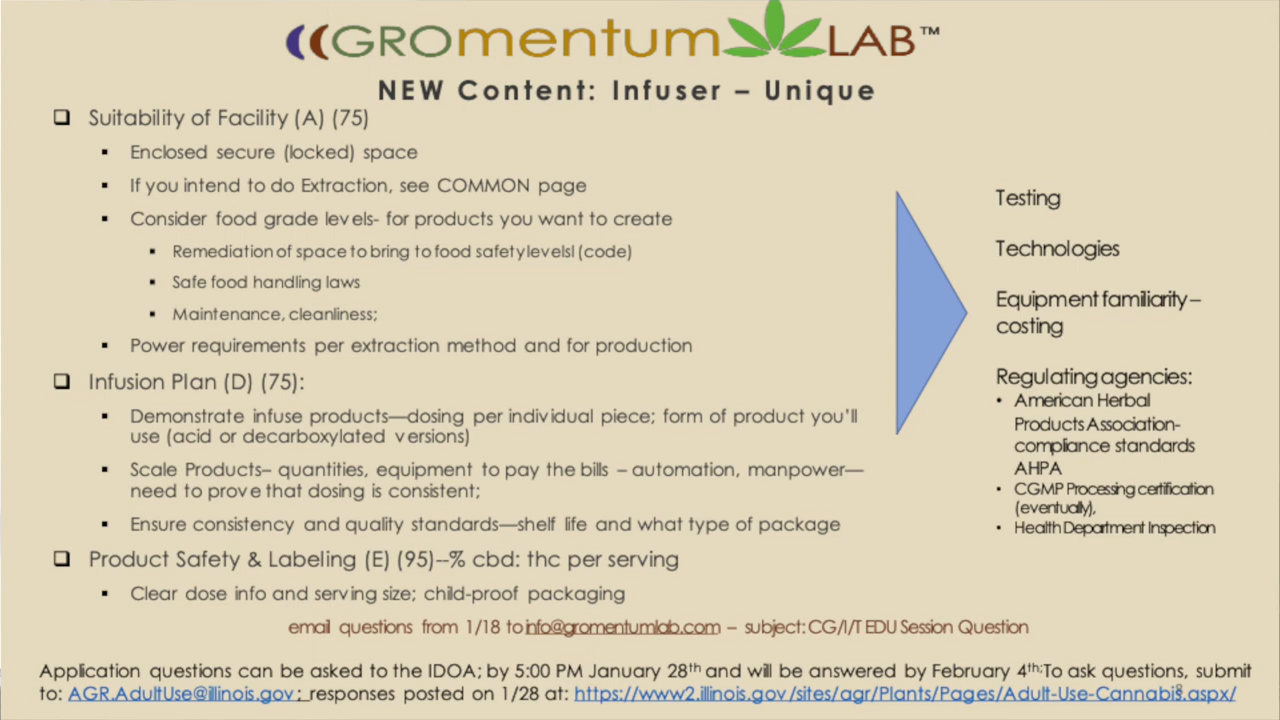 GROmentum LAB™
NEW Content: Infuser – Unique
Suitability of Facility (A) (75)
Enclosed secure (locked) space
If you intend to do Extraction, see COMMON page
Consider food grade levels- for products you want to create
Remediation of space to bring to food safety levelsl (code)
Safe food handling laws
Maintenance, cleanliness;
Power requirements per extraction method and for production
Infusion Plan (D) (75):
Demonstrate infuse products—dosing per individual piece; form of product you'll
use (acid or decarboxylated versions)
Scale Products– quantities, equipment to pay the bills – automation, manpower—
need to prove that dosing is consistent;
Ensure consistency and quality standards—shelf life and what type of package
Product Safety & Labeling (E) (95)--% cbd: thc per serving
Clear dose info and serving size; child-proof packaging
Testing
Technologies
Equipment familiarity –
costing
Regulating agencies:
American Herbal
Products Association-
compliance standards
AHPA
CGMP Processing certification
(eventually),
Health Department Inspection
email questions from 1/18 to info@gromentumlab.com – subject: CG/I/T EDU Session Question
Application questions can be asked to the IDOA; by 5:00 PM January 28th and will be answered by February 4th;To ask questions, submit
to: AGR.AdultUse@illinois.gov; responses posted on 1/28 at: https://www2.illinois.gov/sites/agr/Plants/Pages/Adult-Use-Cannabis.aspx/